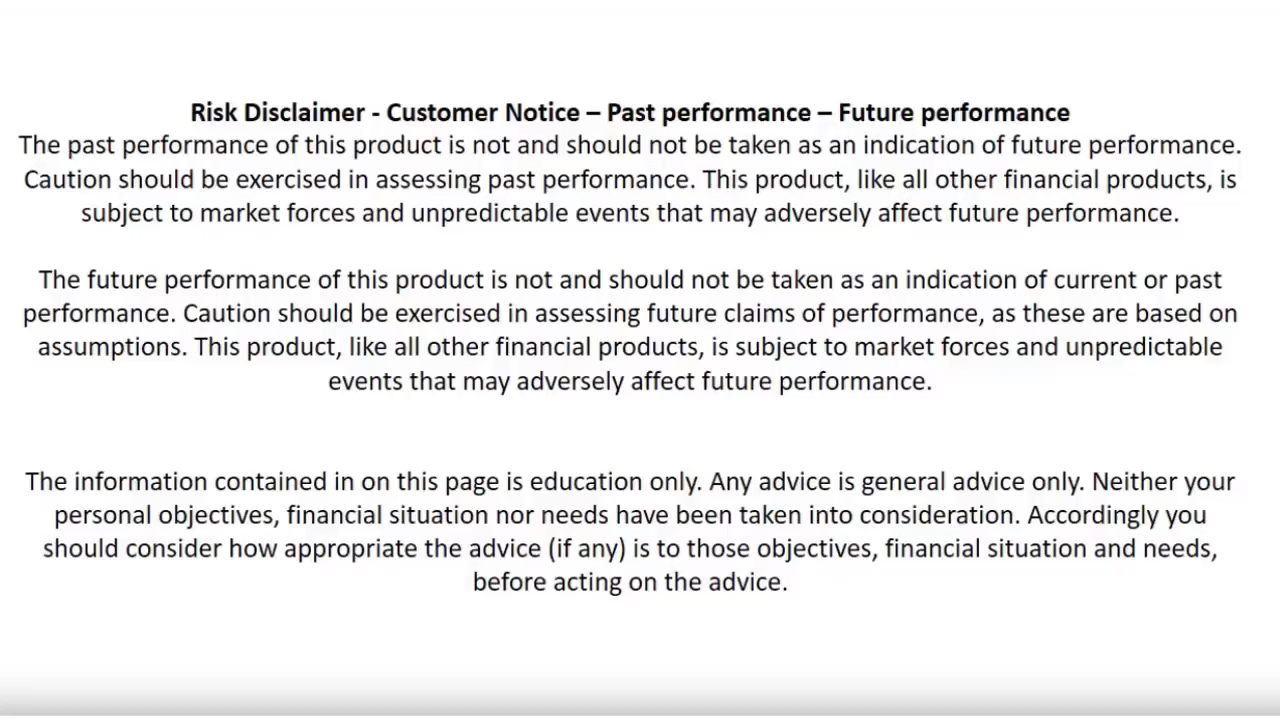 Risk Disclaimer - Customer Notice – Past performance – Future performance
The past performance of this product is not and should not be taken as an indication of future performance.
Caution should be exercised in assessing past performance. This product, like all other financial products, is
subject to market forces and unpredictable events that may adversely affect future performance.
The future performance of this product is not and should not be taken as an indication of current or past
performance. Caution should be exercised in assessing future claims of performance, as these are based on
assumptions. This product, like all other financial products, is subject to market forces and unpredictable
events that may adversely affect future performance.
The information contained in on this page is education only. Any advice is general advice only. Neither your
personal objectives, financial situation nor needs have been taken into consideration. Accordingly you
should consider how appropriate the advice (if any) is to those objectives, financial situation and needs,
before acting on the advice.